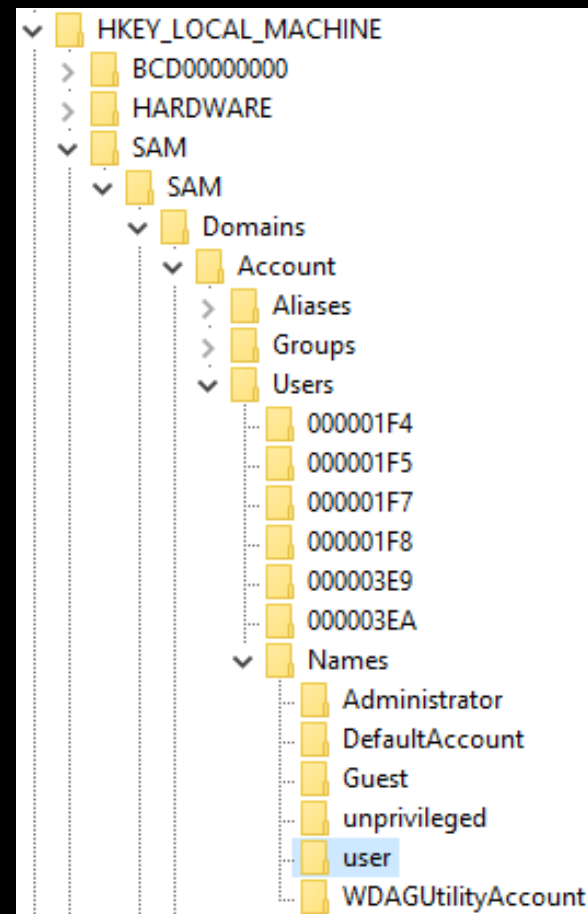 HKEY_LOCAL_MACHINE
BCD00000000
HARDWARE
SAM
SAM
Domains
Account
Aliases
Groups
Users
000001F4
000001F5
000001F7
000001F8
000003E9
000003EA
Names
Administrator
DefaultAccount
Guest
unprivileged
user
WDAGUtilityAccount